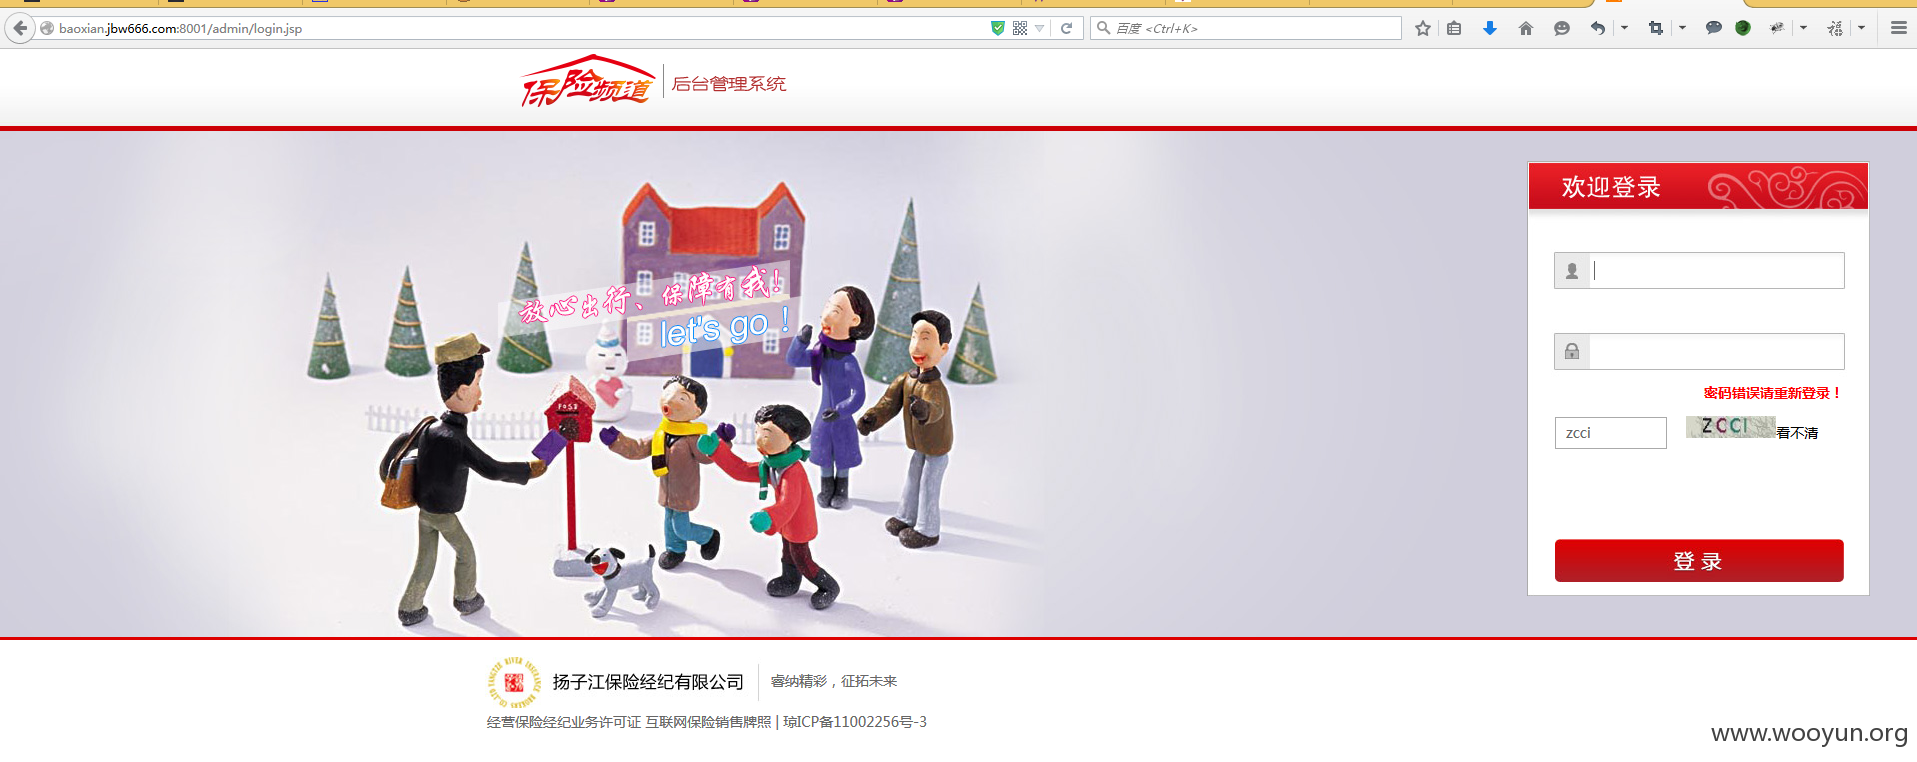 baoxian.jbw666.com:8001/admin/login.jsp
百度 <Ctrl+K>
保险频道
后台管理系统
欢迎登录
放心出行、保障有我!
let's go !
POST
密码错误请重新登录！
zcci
ZCCI
看不清
登 录
扬子江保险经纪有限公司
睿纳精彩，征拓未来
经营保险经纪业务许可证 互联网保险销售牌照 | 琼ICP备11002256号-3
www.wooyun.org